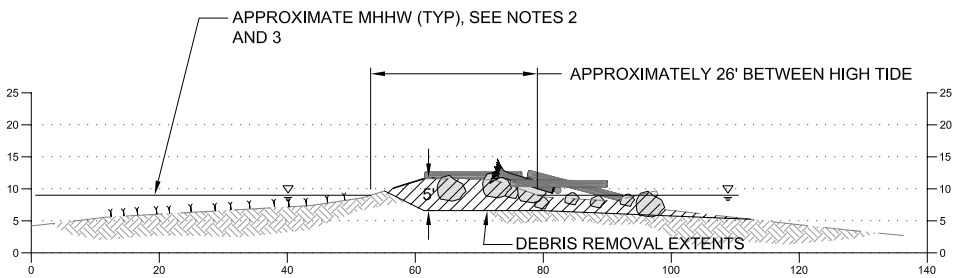 APPROXIMATE MHHW (TYP), SEE NOTES 2
AND 3
APPROXIMATELY 26' BETWEEN HIGH TIDE
25 25
20 20
15 15
10 10
5' 
5 5
DEBRIS REMOVAL EXTENTS
0 0
0 20 40 60 80 100 120 140